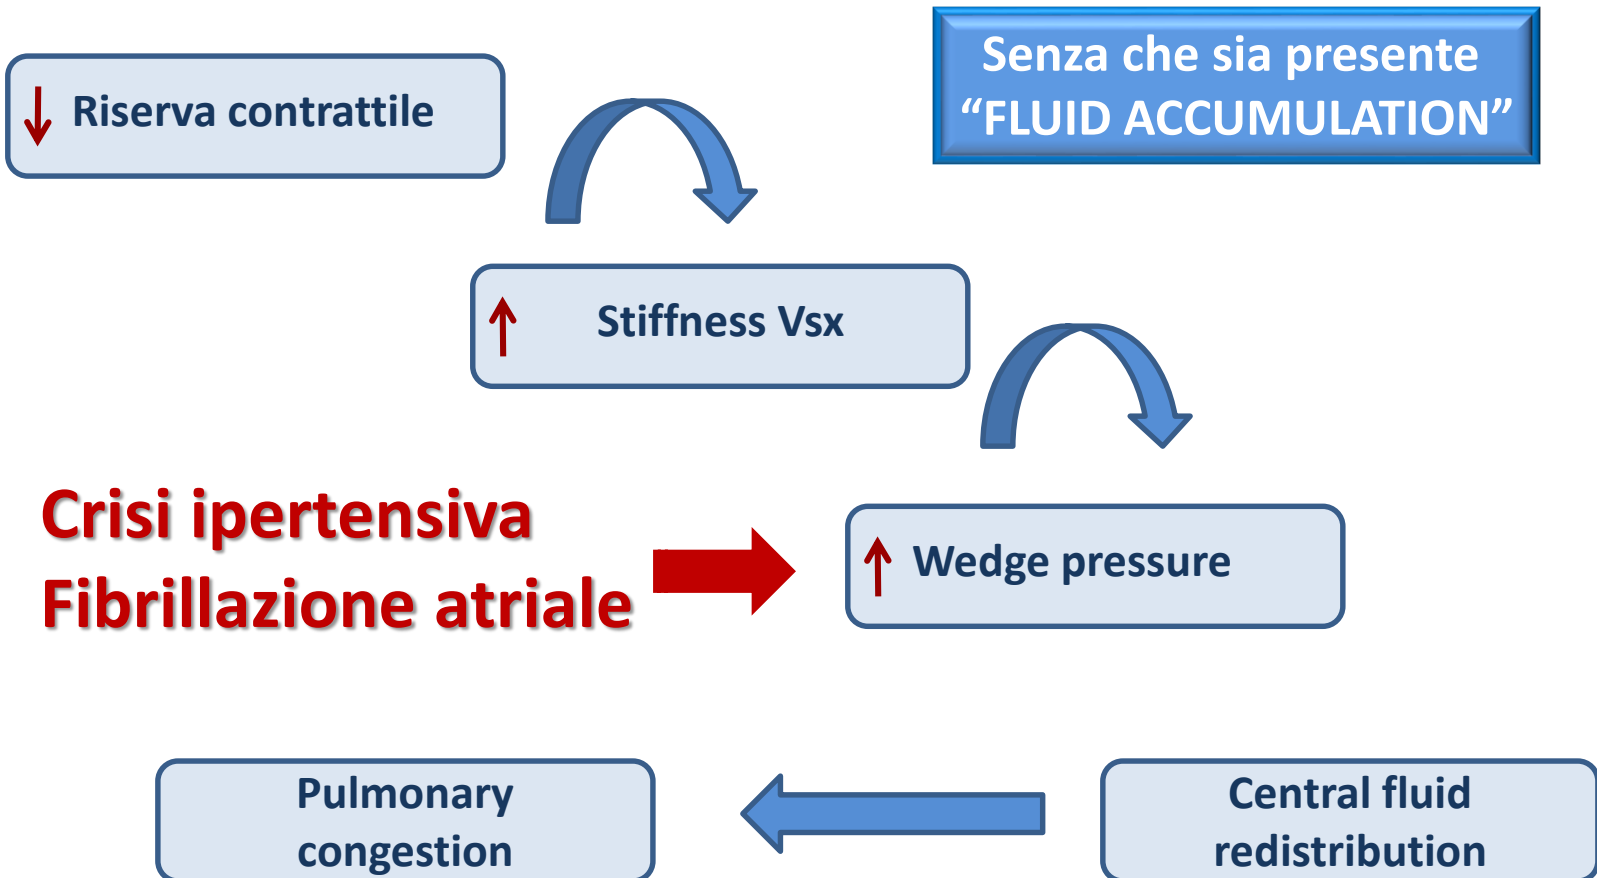 Senza che sia presente
“FLUID ACCUMULATION”
Riserva contrattile
Stiffness Vsx
Crisi ipertensiva
Fibrillazione atriale
Wedge pressure
Pulmonary
congestion
Central fluid
redistribution